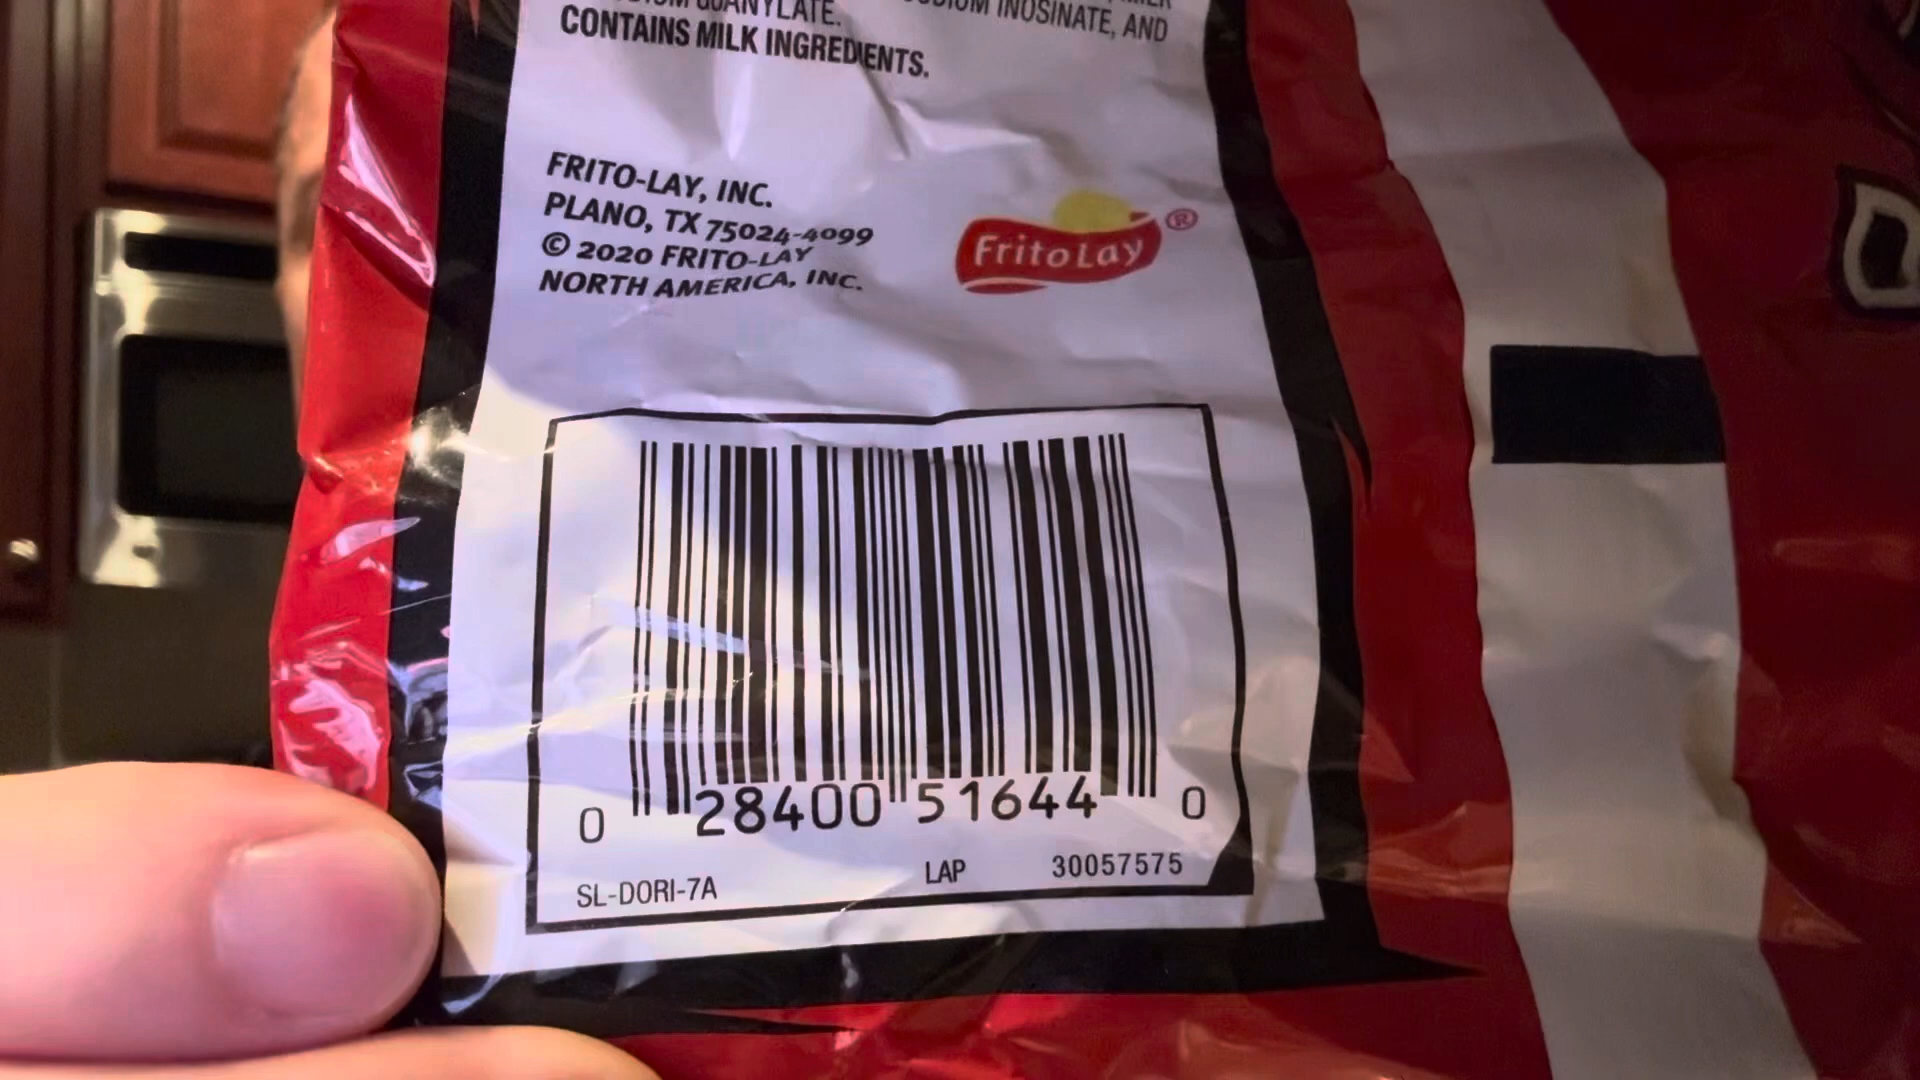 GUANYLATE.
INOSINATE, AND
CONTAINS MILK INGREDIENTS.
FRITO-LAY, INC.
PLANO, TX 75024-4099
© 2020 FRITO-LAY
NORTH AMERICA, INC.
FritoLay®
0 28400 51644 0
SL-DORI-7A LAP 30057575